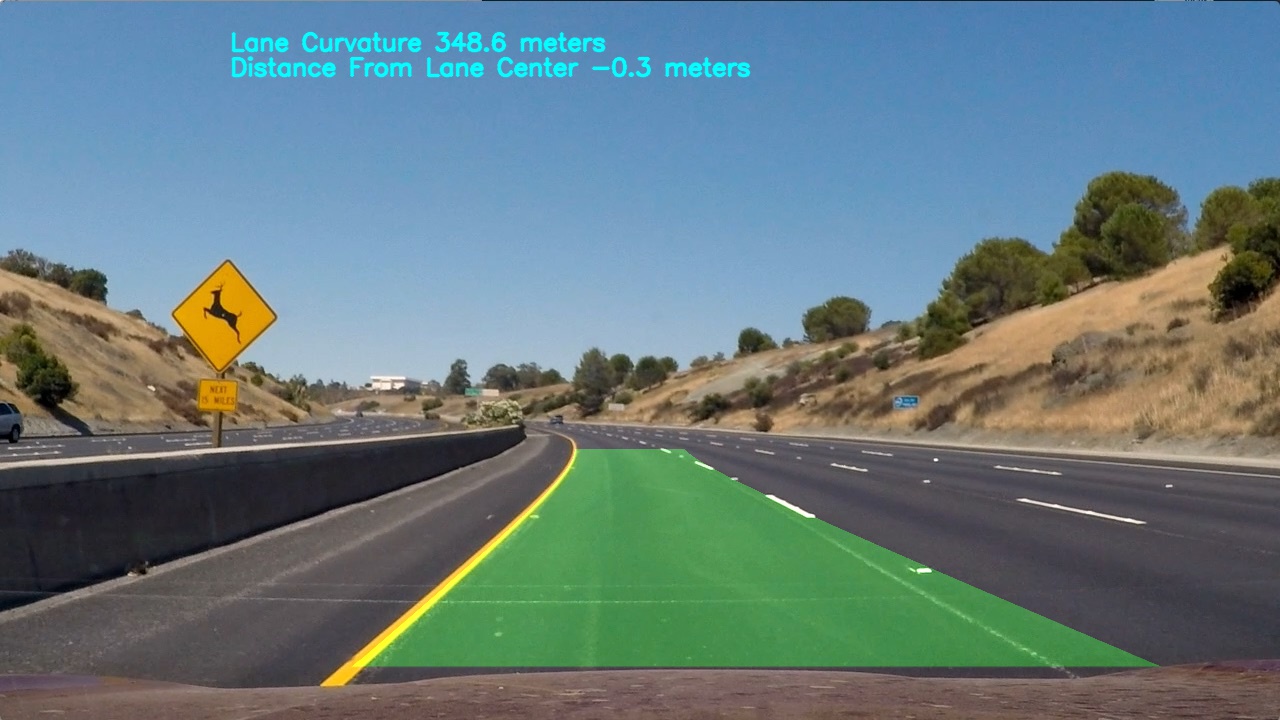 Lane Curvature 348.6 meters
Distance From Lane Center −0.3 meters
NEXT
15 MILES